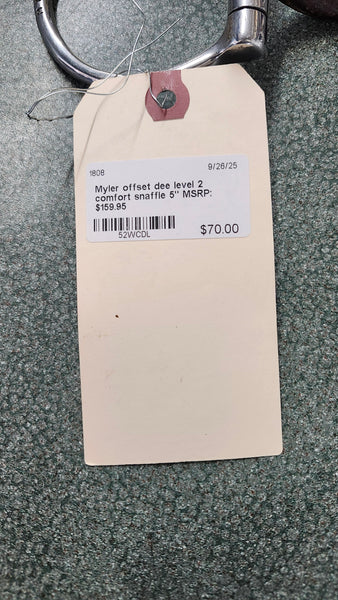 1808 9/26/25
Myler offset dee level 2
comfort snaffle 5" MSRP:
$159.95
52WCDL $70.00